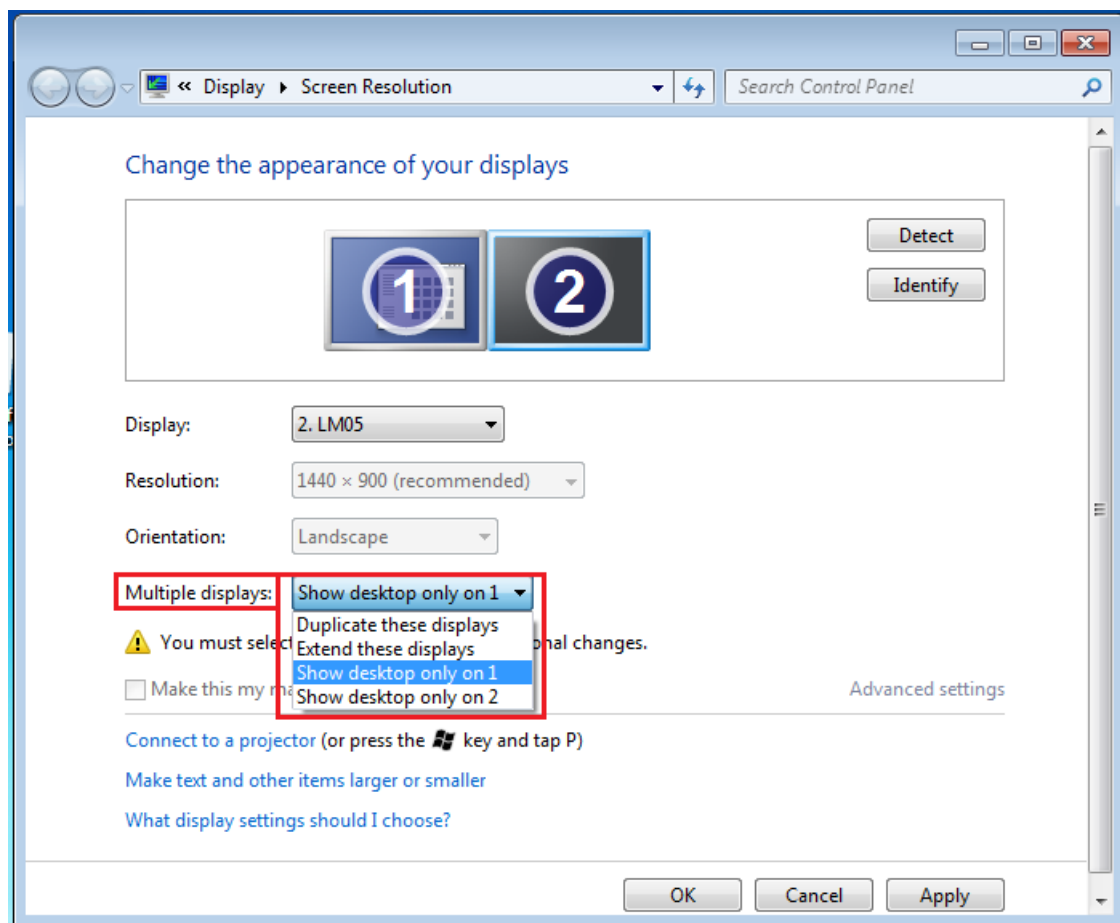 « Display ▸ Screen Resolution
Search Control Panel
Change the appearance of your displays
1
2
Detect
Identify
Display: 2. LM05
Resolution: 1440 × 900 (recommended)
Orientation: Landscape
Multiple displays: Show desktop only on 1
Duplicate these displays
You must select onal changes.
Extend these displays
Show desktop only on 1
Make this my Advanced settings
Show desktop only on 2
Connect to a projector (or press the key and tap P)
Make text and other items larger or smaller
What display settings should I choose?
OK Cancel Apply